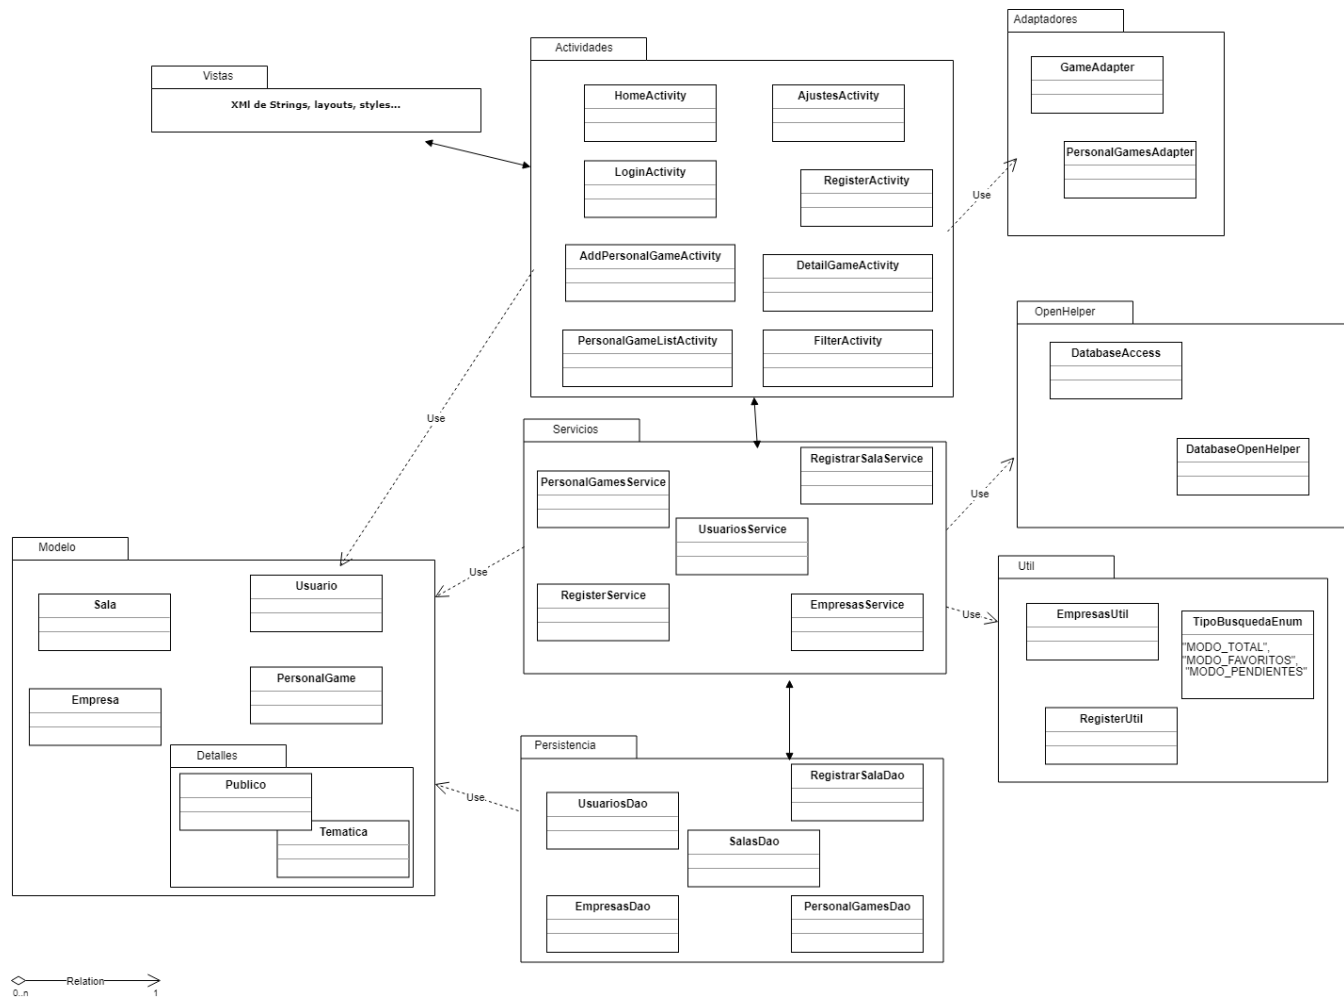 Adaptadores
GameAdapter
PersonalGamesAdapter
Actividades
HomeActivity
AjustesActivity
LoginActivity
RegisterActivity
AddPersonalGameActivity
DetailGameActivity
PersonalGameListActivity
FilterActivity
Vistas
XMl de Strings, layouts, styles...
Use
Use
OpenHelper
DatabaseAccess
DatabaseOpenHelper
Servicios
RegistrarSalaService
PersonalGamesService
UsuariosService
RegisterService
EmpresasService
Use
Use
Use
Modelo
Usuario
Sala
PersonalGame
Empresa
Detalles
Publico
Tematica
Util
EmpresasUtil
TipoBusquedaEnum
"MODO_TOTAL",
"MODO_FAVORITOS",
"MODO_PENDIENTES"
RegisterUtil
Use
Persistencia
RegistrarSalaDao
UsuariosDao
SalasDao
EmpresasDao
PersonalGamesDao
Relation
0..n
1